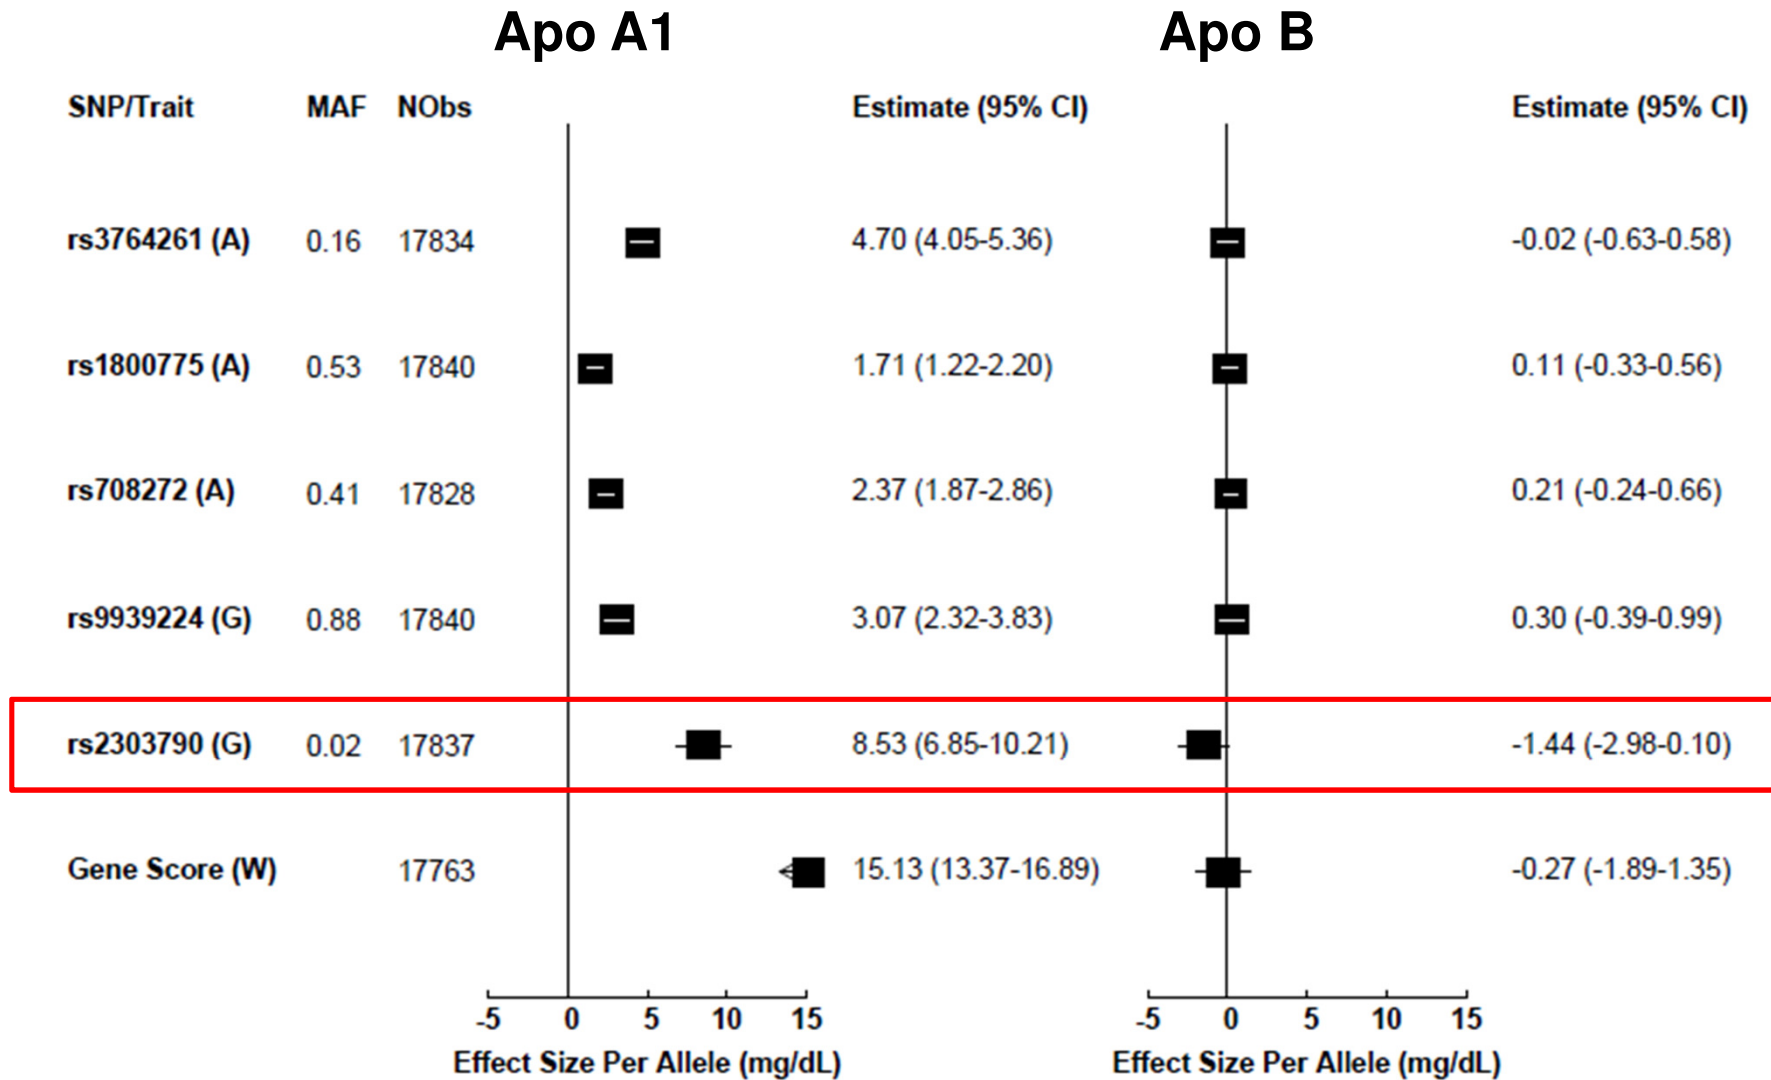 Apo A1 Apo B
SNP/Trait MAF NObs Estimate (95% CI) Estimate (95% CI)
rs3764261 (A) 0.16 17834 4.70 (4.05-5.36) -0.02 (-0.63-0.58)
rs1800775 (A) 0.53 17840 1.71 (1.22-2.20) 0.11 (-0.33-0.56)
rs708272 (A) 0.41 17828 2.37 (1.87-2.86) 0.21 (-0.24-0.66)
rs9939224 (G) 0.88 17840 3.07 (2.32-3.83) 0.30 (-0.39-0.99)
rs2303790 (G) 0.02 17837 8.53 (6.85-10.21) -1.44 (-2.98-0.10)
Gene Score (W) 17763 15.13 (13.37-16.89) -0.27 (-1.89-1.35)
-5 0 5 10 15 -5 0 5 10 15
Effect Size Per Allele (mg/dL) Effect Size Per Allele (mg/dL)